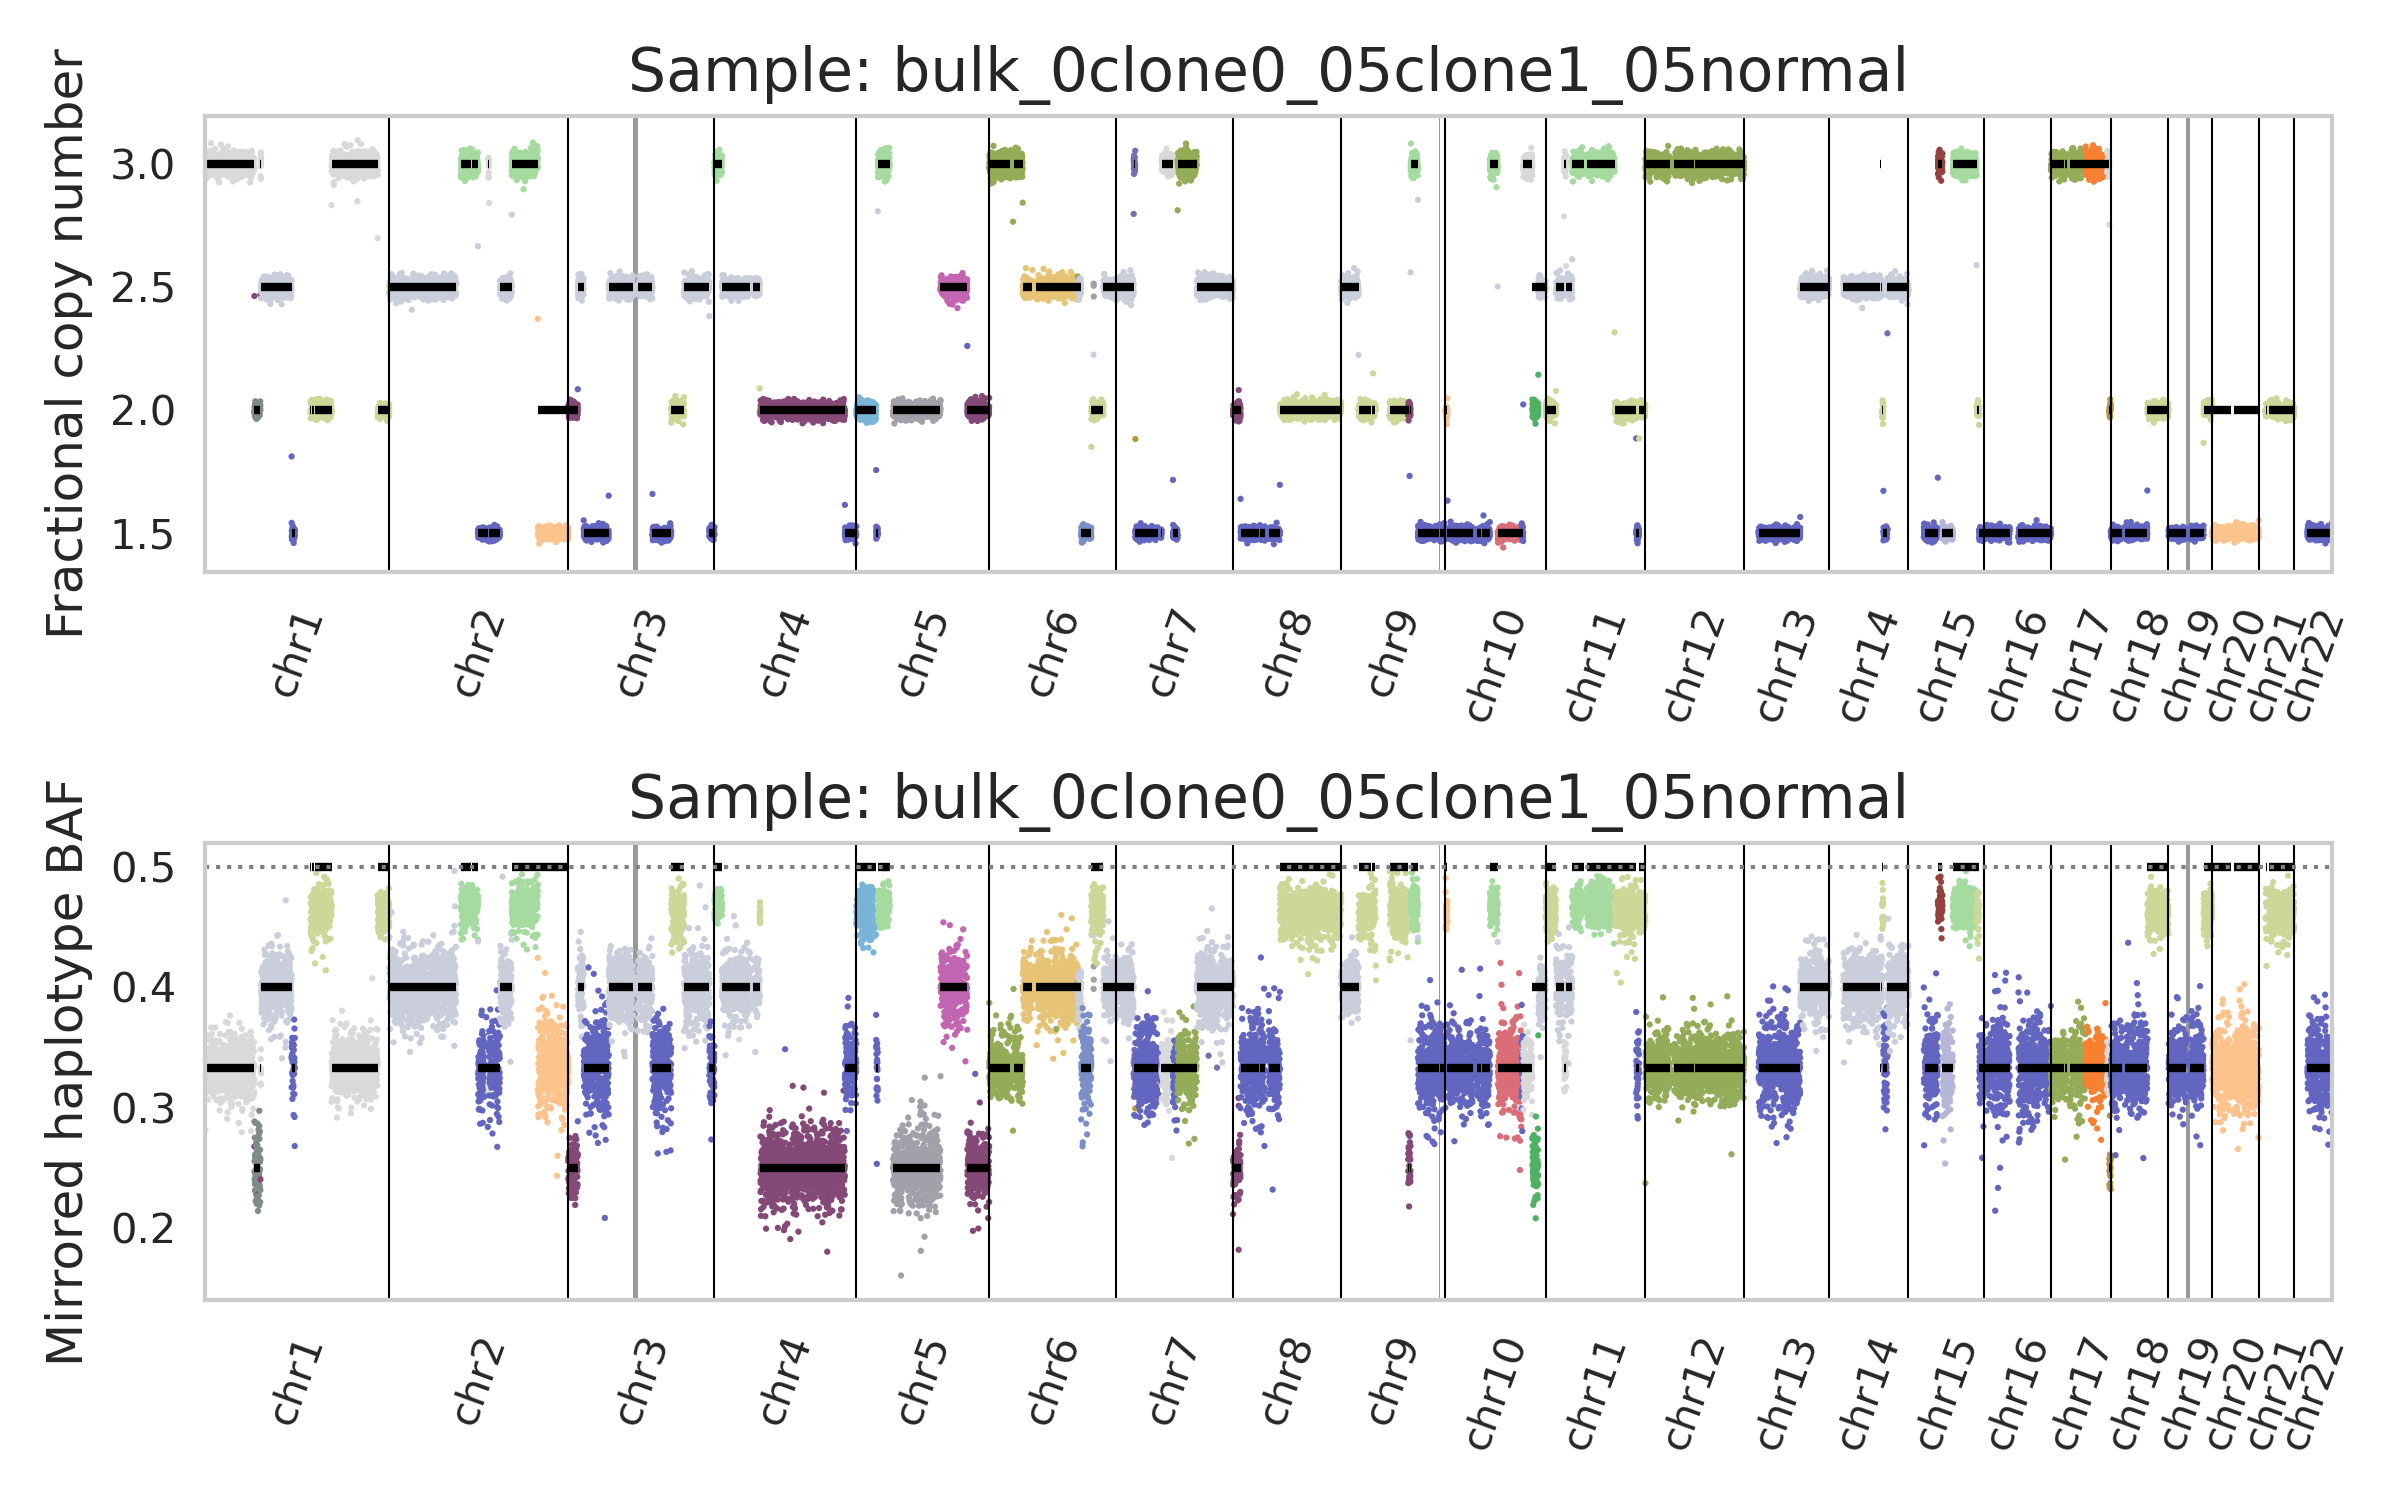 Sample: bulk_0clone0_05clone1_05normal
Fractional copy number
3.0
2.5
2.0
1.5
chr1 chr2 chr3 chr4 chr5 chr6 chr7 chr8 chr9 chr10 chr11 chr12 chr13 chr14 chr15 chr16 chr17 chr18 chr19 chr20 chr21 chr22
Sample: bulk_0clone0_05clone1_05normal
Mirrored haplotype BAF
0.5
0.4
0.3
0.2
chr1 chr2 chr3 chr4 chr5 chr6 chr7 chr8 chr9 chr10 chr11 chr12 chr13 chr14 chr15 chr16 chr17 chr18 chr19 chr20 chr21 chr22